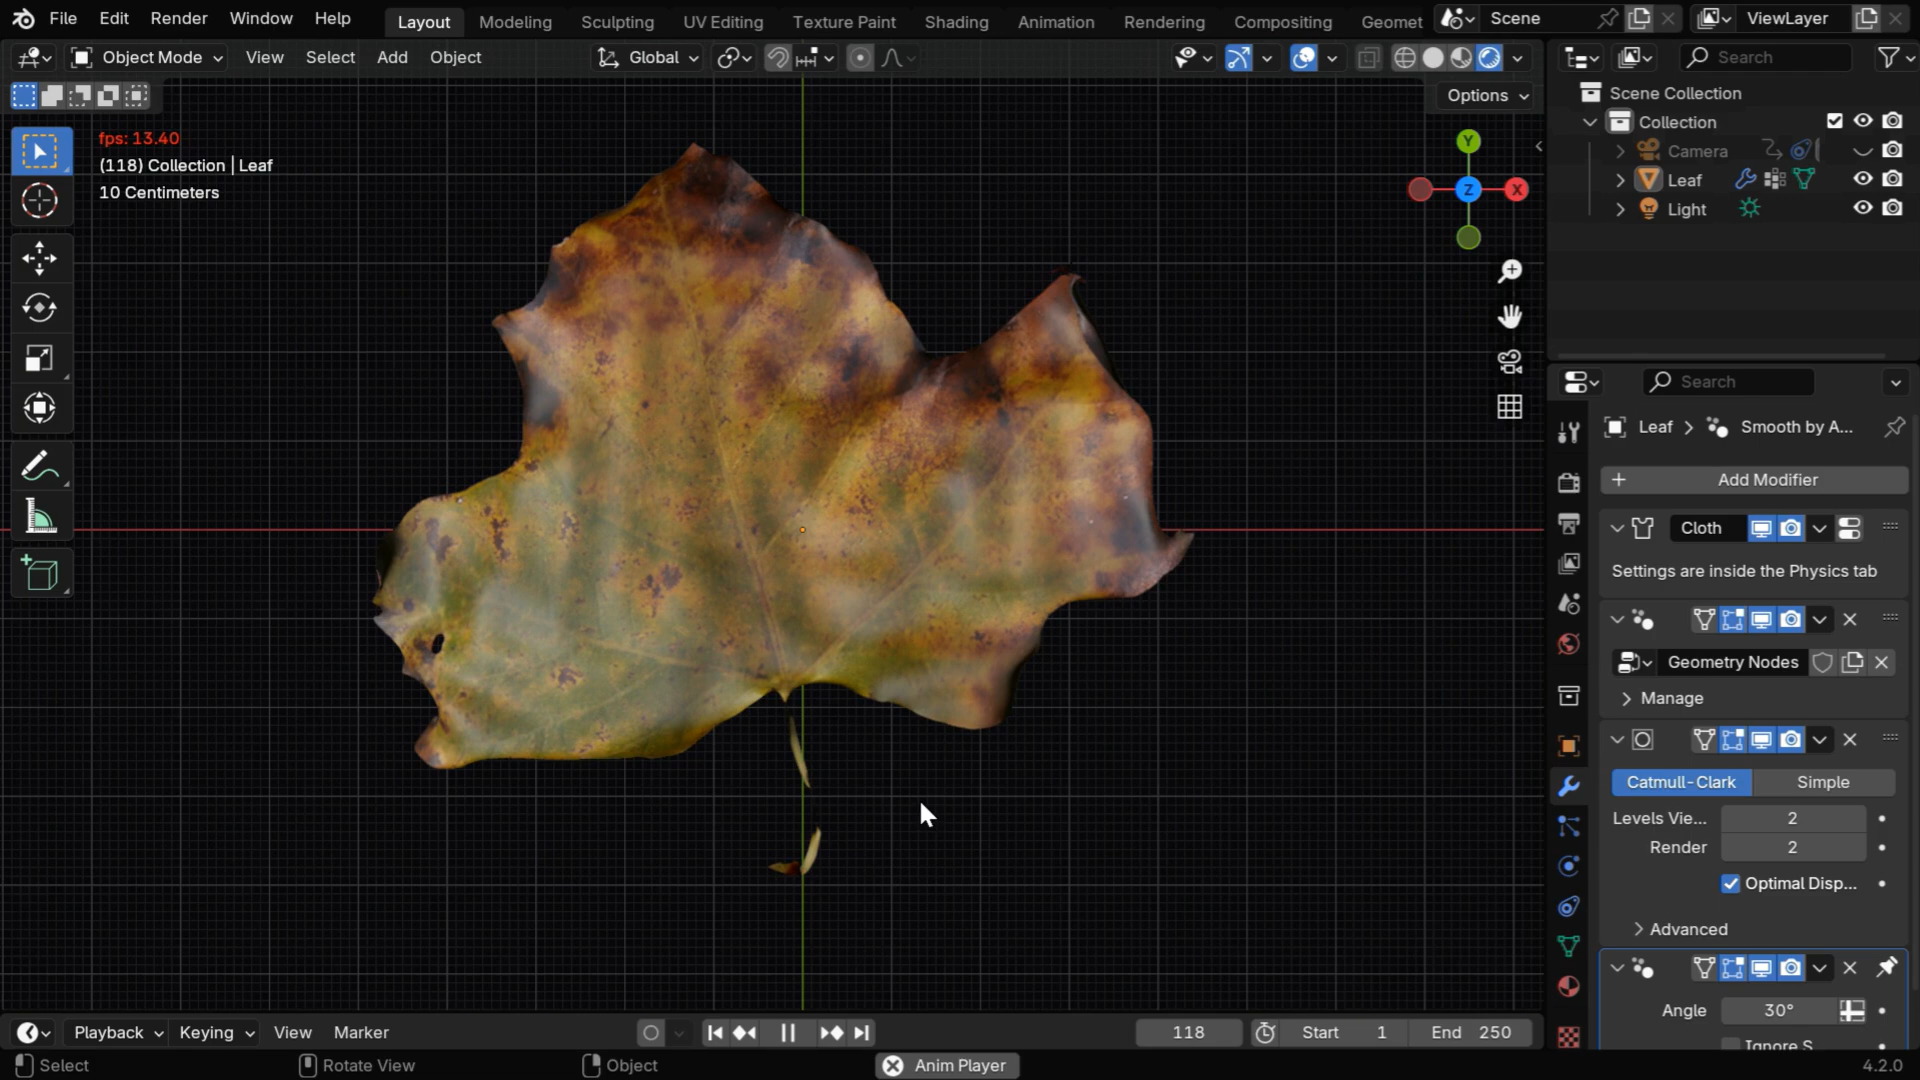 File Edit Render Window Help Layout Modeling Sculpting UV Editing Texture Paint Shading Animation Rendering Compositing Geomet Scene ViewLayer
Object Mode View Select Add Object Global Search
Options
fps: 13.40
(118) Collection | Leaf
10 Centimeters
Y
Z X
Scene Collection
Collection
Camera
Leaf
Light
Search
Leaf > Smooth by A...
+ Add Modifier
Cloth
Settings are inside the Physics tab
Geometry Nodes
Manage
Catmull-Clark Simple
Levels Vie... 2
Render 2
Optimal Disp...
Advanced
Angle 30°
Ignore S
Playback Keying View Marker 118 Start 1 End 250
Select Rotate View Object Anim Player 4.2.0